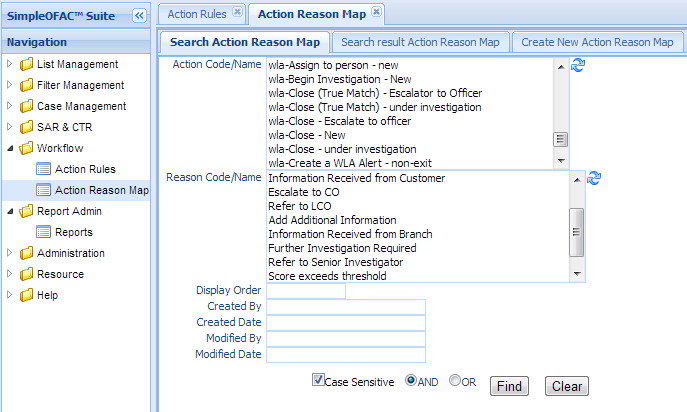 SimpleOFAC™ Suite
Navigation
List Management
Filter Management
Case Management
SAR & CTR
Workflow
Action Rules
Action Reason Map
Report Admin
Reports
Administration
Resource
Help
Action Rules
Action Reason Map
Search Action Reason Map
Search result Action Reason Map
Create New Action Reason Map
Action Code/Name
wla-Assign to person - new
wla-Begin Investigation - New
wla-Close (True Match) - Escalator to Officer
wla-Close (True Match) - under investigation
wla-Close - Escalate to officer
wla-Close - New
wla-Close - under investigation
wla-Create a WLA Alert - non-exit
Reason Code/Name
Information Received from Customer
Escalate to CO
Refer to LCO
Add Additional Information
Information Received from Branch
Further Investigation Required
Refer to Senior Investigator
Score exceeds threshold
Display Order
Created By
Created Date
Modified By
Modified Date
Case Sensitive AND OR Find Clear